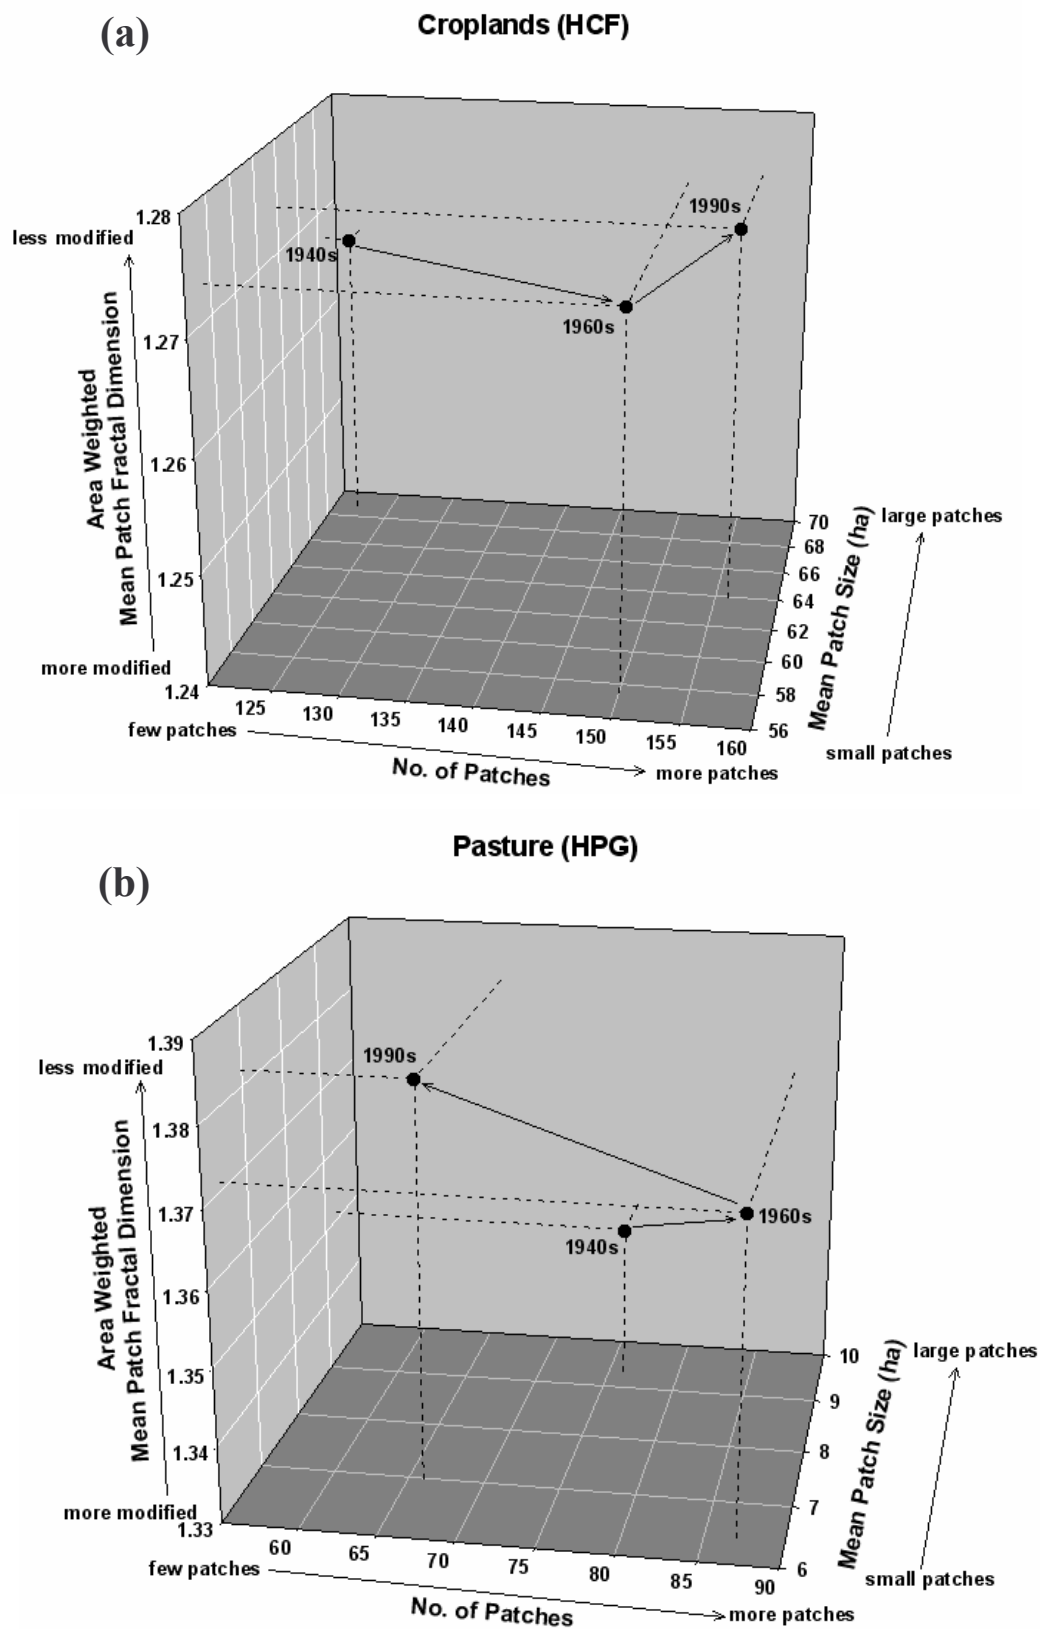 (a)
Croplands (HCF)
1.28
less modified
1.27
1.26
1.25
more modified
1.24
Area Weighted
Mean Patch Fractal Dimension
1940s
1960s
1990s
125
130
135
140
145
150
155
160
few patches
No. of Patches
more patches
70
68
66
64
62
60
58
56
Mean Patch Size (ha)
large patches
small patches
(b)
Pasture (HPG)
1.39
less modified
1.38
1.37
1.36
1.35
1.34
more modified
1.33
Area Weighted
Mean Patch Fractal Dimension
1990s
1940s
1960s
60
65
70
75
80
85
90
few patches
No. of Patches
more patches
10
9
8
7
6
Mean Patch Size (ha)
large patches
small patches